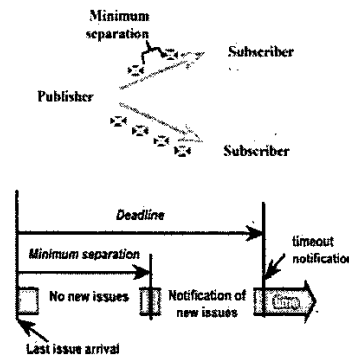 Minimum
separation
Subscriber
Publisher
Subscriber
Deadline
timeout
notification
Minimum separation
No new issues
Notification of
new issues
time
Last issue arrival